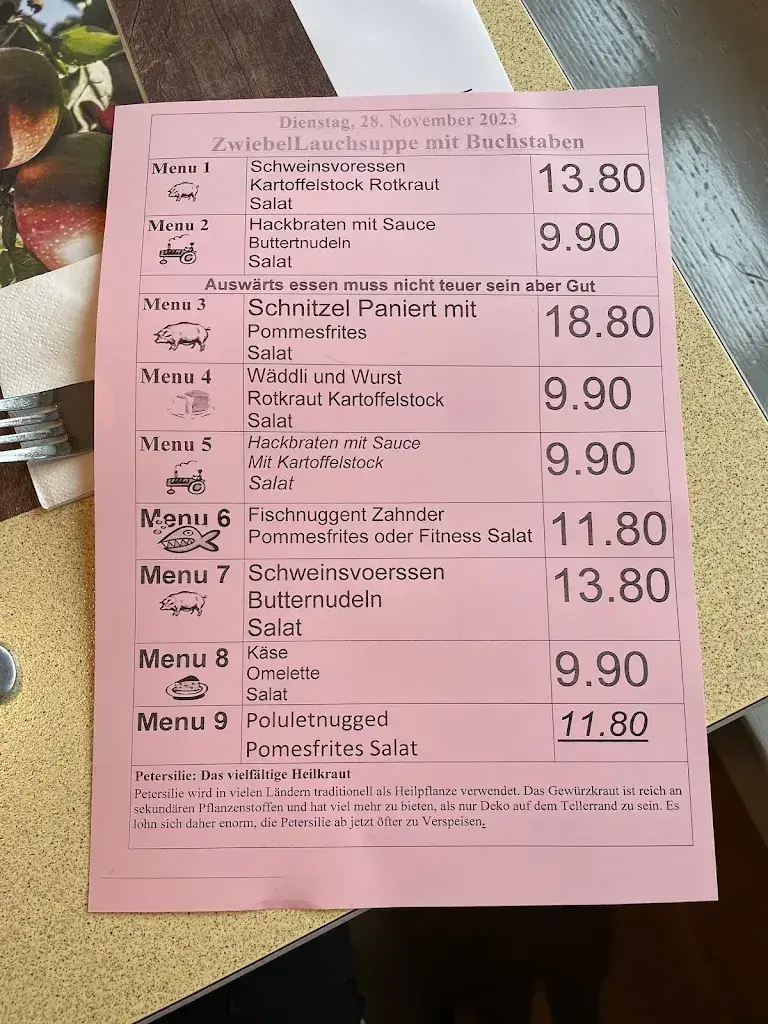 Dienstag, 28. November 2023
ZwiebelLauchsuppe mit Buchstaben
Menu 1
Schweinsvoressen
Kartoffelstock Rotkraut
Salat
13.80
Menu 2
Hackbraten mit Sauce
Buttertnudeln
Salat
9.90
Auswärts essen muss nicht teuer sein aber Gut
Menu 3
Schnitzel Paniert mit
Pommesfrites
Salat
18.80
Menu 4
Wäddli und Wurst
Rotkraut Kartoffelstock
Salat
9.90
Menu 5
Hackbraten mit Sauce
Mit Kartoffelstock
Salat
9.90
Menu 6
Fischnuggent Zahnder
Pommesfrites oder Fitness Salat
11.80
Menu 7
Schweinsvoerssen
Butternudeln
Salat
13.80
Menu 8
Käse
Omelette
Salat
9.90
Menu 9
Poluletnugged
Pomesfrites Salat
11.80
Petersilie: Das vielfältige Heilkraut
Petersilie wird in vielen Ländern traditionell als Heilpflanze verwendet. Das Gewürzkraut ist reich an
sekundären Pflanzenstoffen und hat viel mehr zu bieten, als nur Deko auf dem Tellerrand zu sein. Es
lohn sich daher enorm, die Petersilie ab jetzt öfter zu Verspeisen.